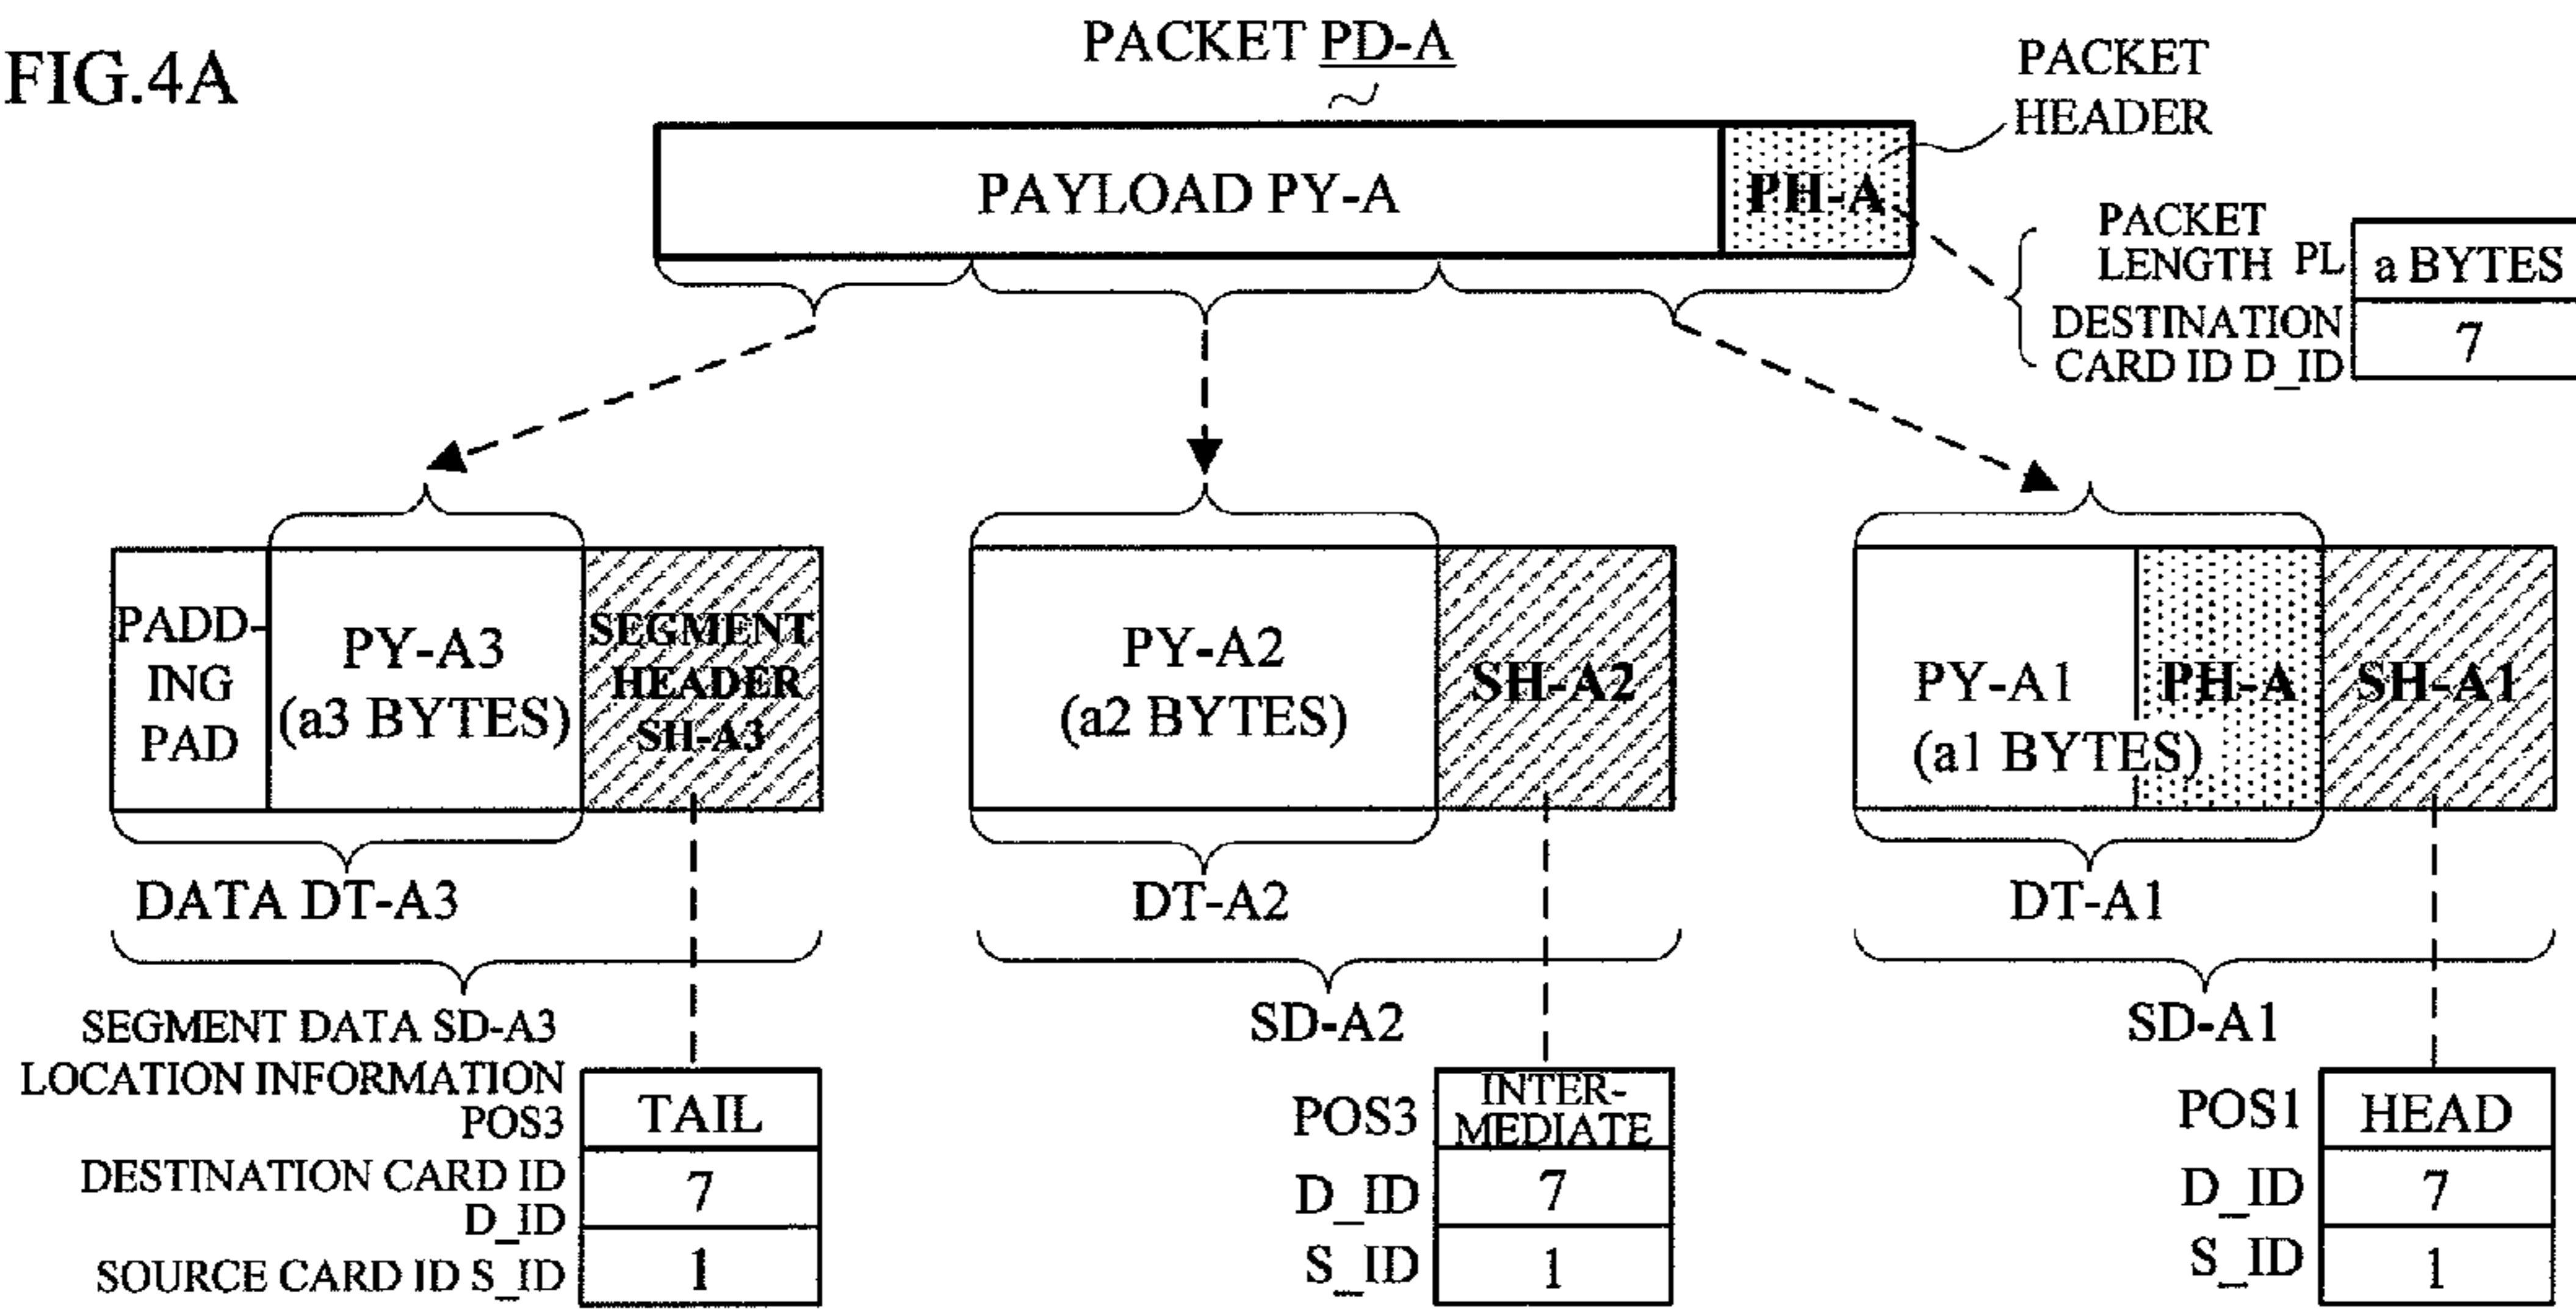 FIG.4A
PACKET PD-A
PACKET
HEADER
PAYLOAD PY-A
PH-A
PACKET
LENGTH PL
a BYTES
DESTINATION
CARD ID D_ID
7
PADD-
ING
PAD
PY-A3
(a3 BYTES)
SEGMENT
HEADER
SH-A3
PY-A2
(a2 BYTES)
SH-A2
PY-A1
(a1 BYTES)
PH-A
SH-A1
DATA DT-A3
DT-A2
DT-A1
SEGMENT DATA SD-A3
SD-A2
SD-A1
LOCATION INFORMATION
POS3
TAIL
DESTINATION CARD ID
D_ID
7
SOURCE CARD ID S_ID
1
POS3
INTER-
MEDIATE
D_ID
7
S_ID
1
POS1
HEAD
D_ID
7
S_ID
1